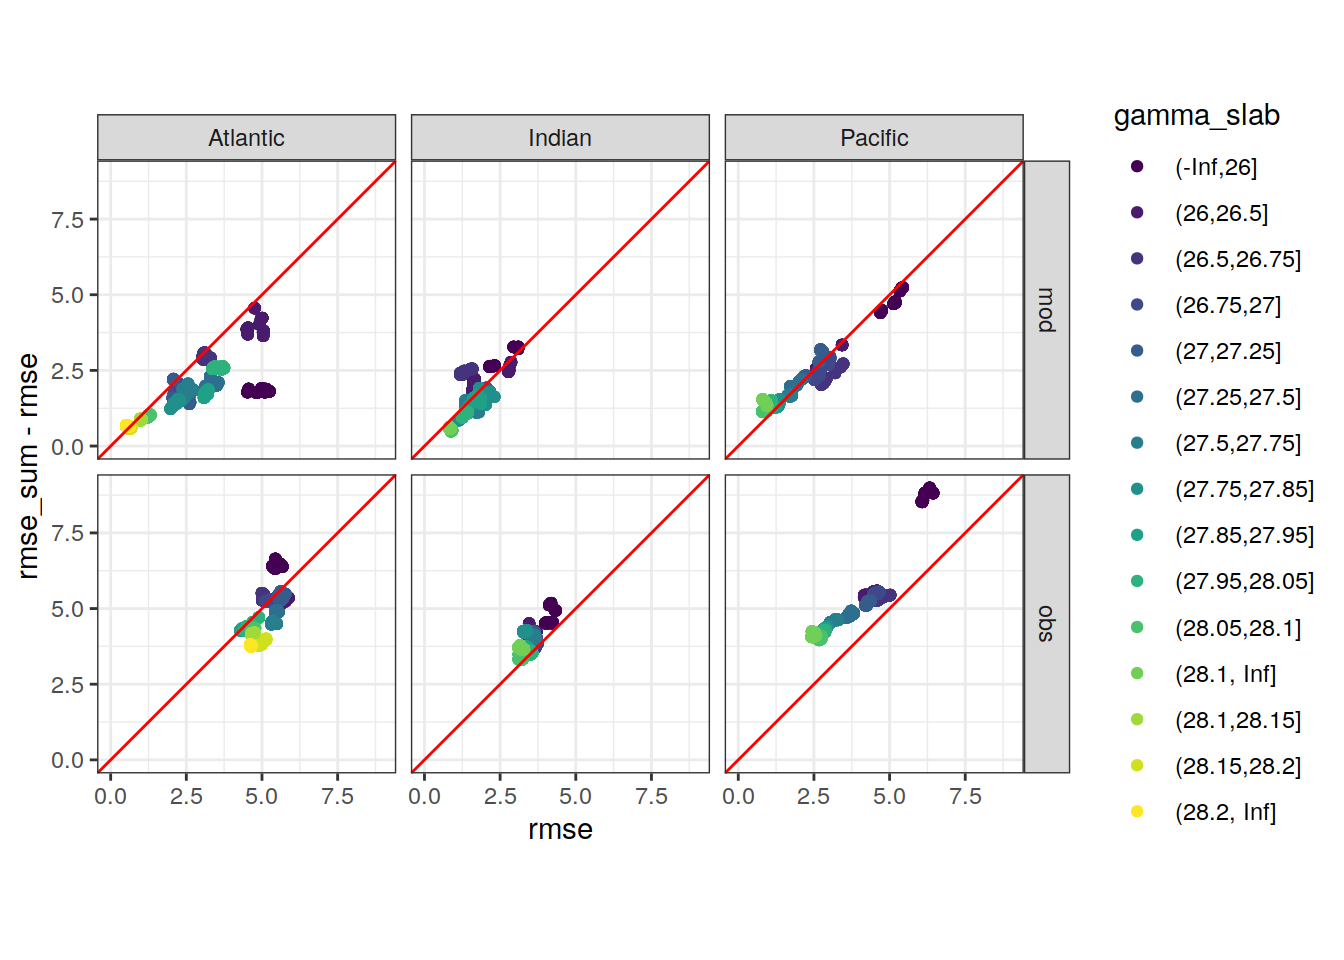 Atlantic
Indian
Pacific
mod
obs
7.5
5.0
2.5
0.0
7.5
5.0
2.5
0.0
0.0 2.5 5.0 7.5
0.0 2.5 5.0 7.5
0.0 2.5 5.0 7.5
rmse
rmse_sum - rmse
gamma_slab
(-Inf,26]
(26,26.5]
(26.5,26.75]
(26.75,27]
(27,27.25]
(27.25,27.5]
(27.5,27.75]
(27.75,27.85]
(27.85,27.95]
(27.95,28.05]
(28.05,28.1]
(28.1, Inf]
(28.1,28.15]
(28.15,28.2]
(28.2, Inf]